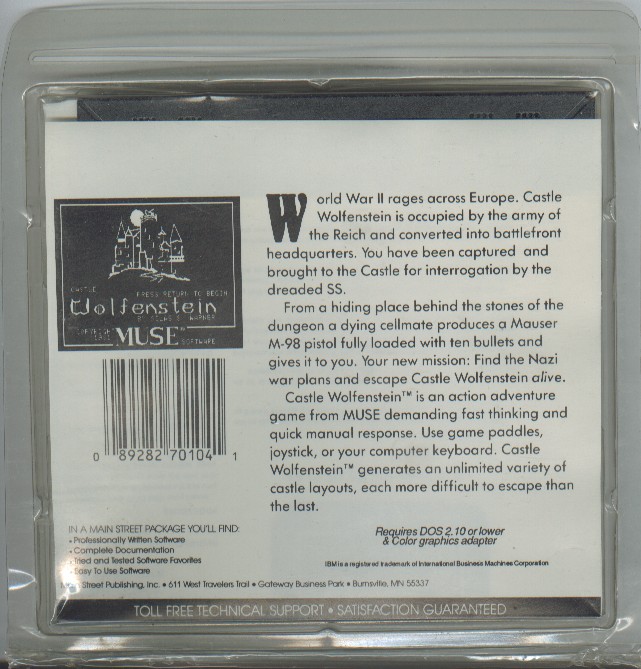 World War II rages across Europe. Castle
Wolfenstein is occupied by the army of
the Reich and converted into battlefront
headquarters. You have been captured and
brought to the Castle for interrogation by the
dreaded SS.
From a hiding place behind the stones of the
dungeon a dying cellmate produces a Mauser
M-98 pistol fully loaded with ten bullets and
gives it to you. Your new mission: Find the Nazi
war plans and escape Castle Wolfenstein alive.
Castle Wolfenstein™ is an action adventure
game from MUSE demanding fast thinking and
quick manual response. Use game paddles,
joystick, or your computer keyboard. Castle
Wolfenstein™ generates an unlimited variety of
castle layouts, each more difficult to escape than
the last.
Requires DOS 2.10 or lower
& Color graphics adapter
IBM is a registered trademark of International Business Machines Corporation
CASTLE
PRESS RETURN TO BEGIN
Wolfenstein
BY SILAS S. WARNER
COPYRIGHT
MUSE
SOFTWARE
0 89282 70104 1
IN A MAIN STREET PACKAGE YOU'LL FIND:
• Professionally Written Software
• Complete Documentation
• Tried and Tested Software Favorites
• Easy To Use Software
Street Publishing, Inc. • 611 West Travelers Trail • Gateway Business Park • Burnsville, MN 55337
TOLL FREE TECHNICAL SUPPORT • SATISFACTION GUARANTEED